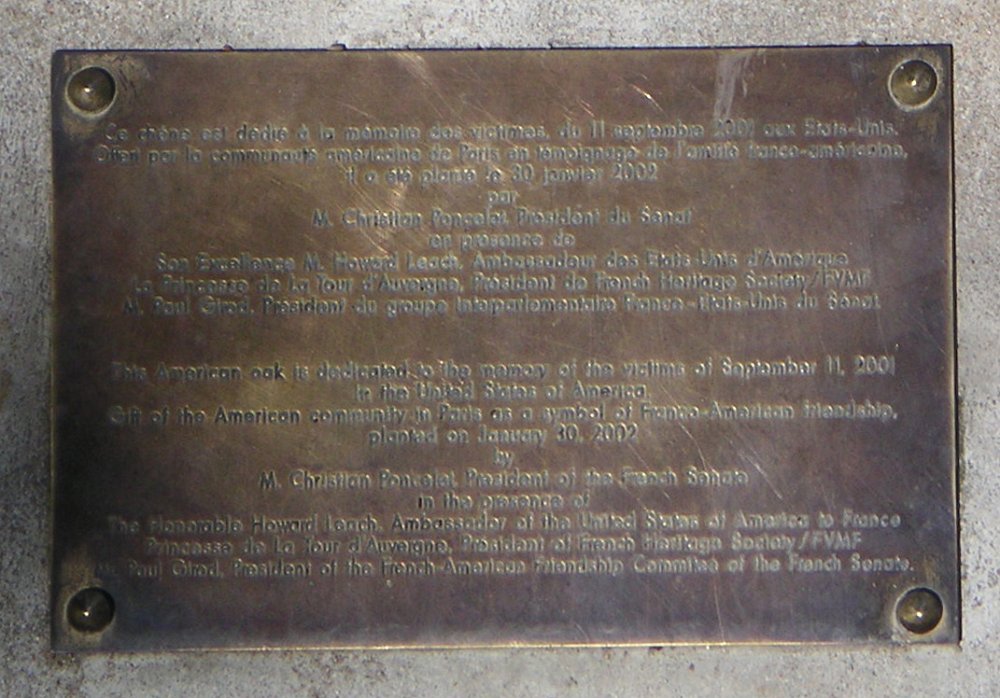 Ce chêne est dédié à la mémoire des victimes, du 11 septembre 2001 aux Etats-Unis.
Offert par la communauté américaine de Paris en témoignage de l'amitié franco-américaine,
il a été planté le 30 janvier 2002
par
M. Christian Poncelet, Président du Sénat
en présence de
Son Excellence M. Howard Leach, Ambassadeur des Etats-Unis d'Amérique
La Princesse de La Tour d'Auvergne, Président de French Heritage Society/FVMF
M. Paul Girod, Président du groupe interparlementaire France-Etats-Unis du Sénat
This American oak is dedicated to the memory of the victims of September 11, 2001
in the United States of America
Gift of the American community in Paris as a symbol of Franco-American friendship,
planted on January 30, 2002
by
M. Christian Poncelet, President of the French Senate
in the presence of
The Honorable Howard Leach, Ambassador of the United States of America to France
Princesse de La Tour d'Auvergne, Président of French Heritage Society/FVMF
M. Paul Girod, President of the French-American Friendship Committee of the French Senate.